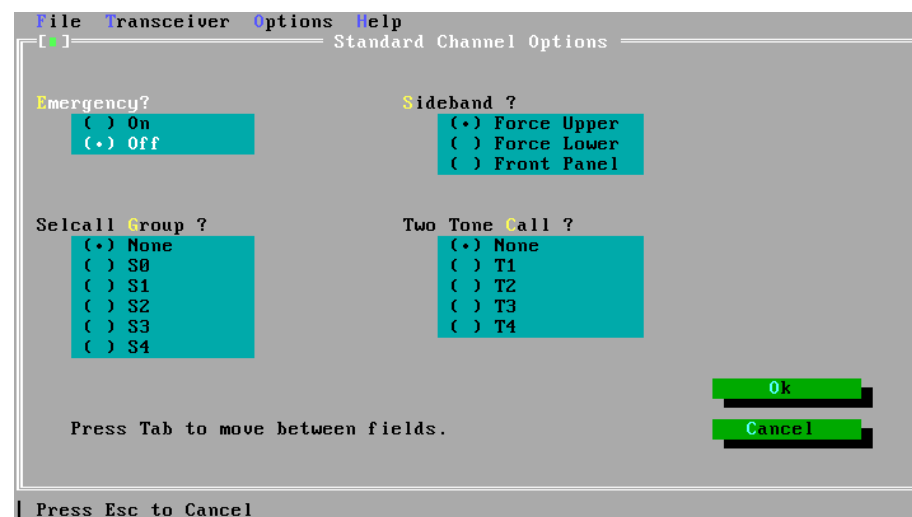 File Transceiver Options Help
[■] Standard Channel Options
Emergency?
( ) On
(•) Off
Sideband ?
(•) Force Upper
( ) Force Lower
( ) Front Panel
Selcall Group ?
(•) None
( ) S0
( ) S1
( ) S2
( ) S3
( ) S4
Two Tone Call ?
(•) None
( ) T1
( ) T2
( ) T3
( ) T4
Ok
Press Tab to move between fields.
Cancel
Press Esc to Cancel